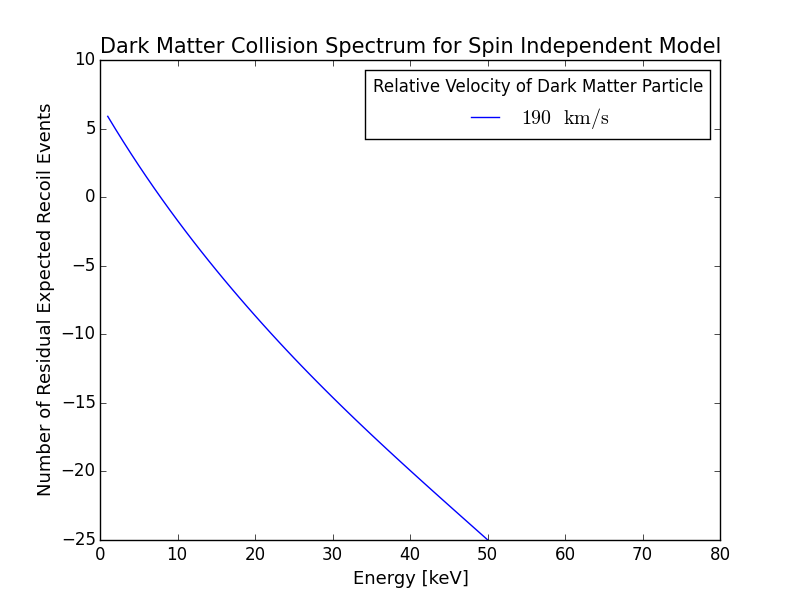 Dark Matter Collision Spectrum for Spin Independent Model
Relative Velocity of Dark Matter Particle
190 km/s
Number of Residual Expected Recoil Events
10
5
0
−5
−10
−15
−20
−25
0 10 20 30 40 50 60 70 80
Energy [keV]